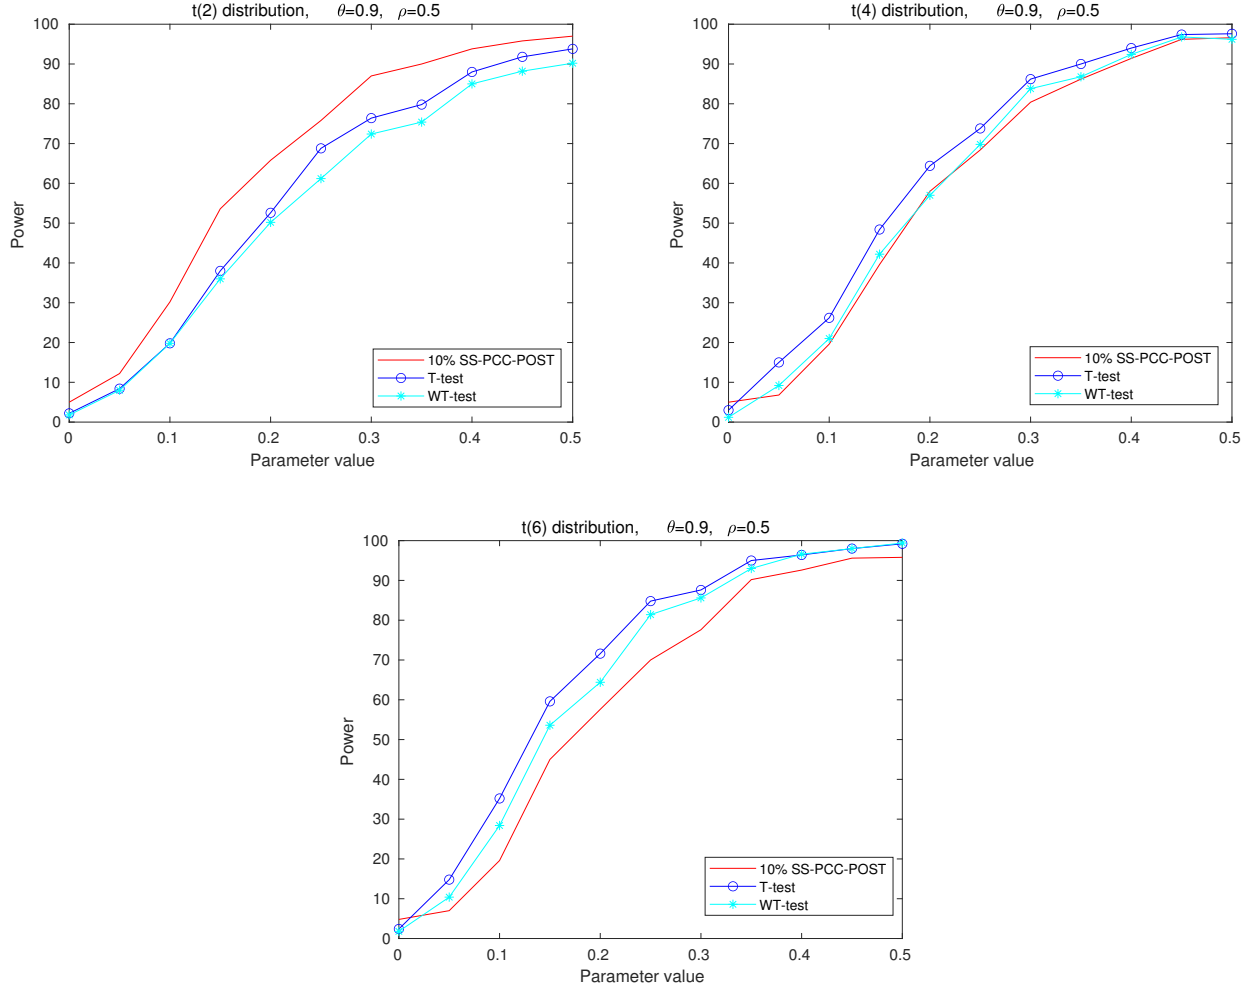 t(2) distribution, θ=0.9, ρ=0.5
100
90
80
70
60
50
40
30
20
10
0
Power
0 0.1 0.2 0.3 0.4 0.5
Parameter value
10% SS-PCC-POST
T-test
WT-test
t(4) distribution, θ=0.9, ρ=0.5
100
90
80
70
60
50
40
30
20
10
0
Power
0 0.1 0.2 0.3 0.4 0.5
Parameter value
10% SS-PCC-POST
T-test
WT-test
t(6) distribution, θ=0.9, ρ=0.5
100
90
80
70
60
50
40
30
20
10
0
Power
0 0.1 0.2 0.3 0.4 0.5
Parameter value
10% SS-PCC-POST
T-test
WT-test